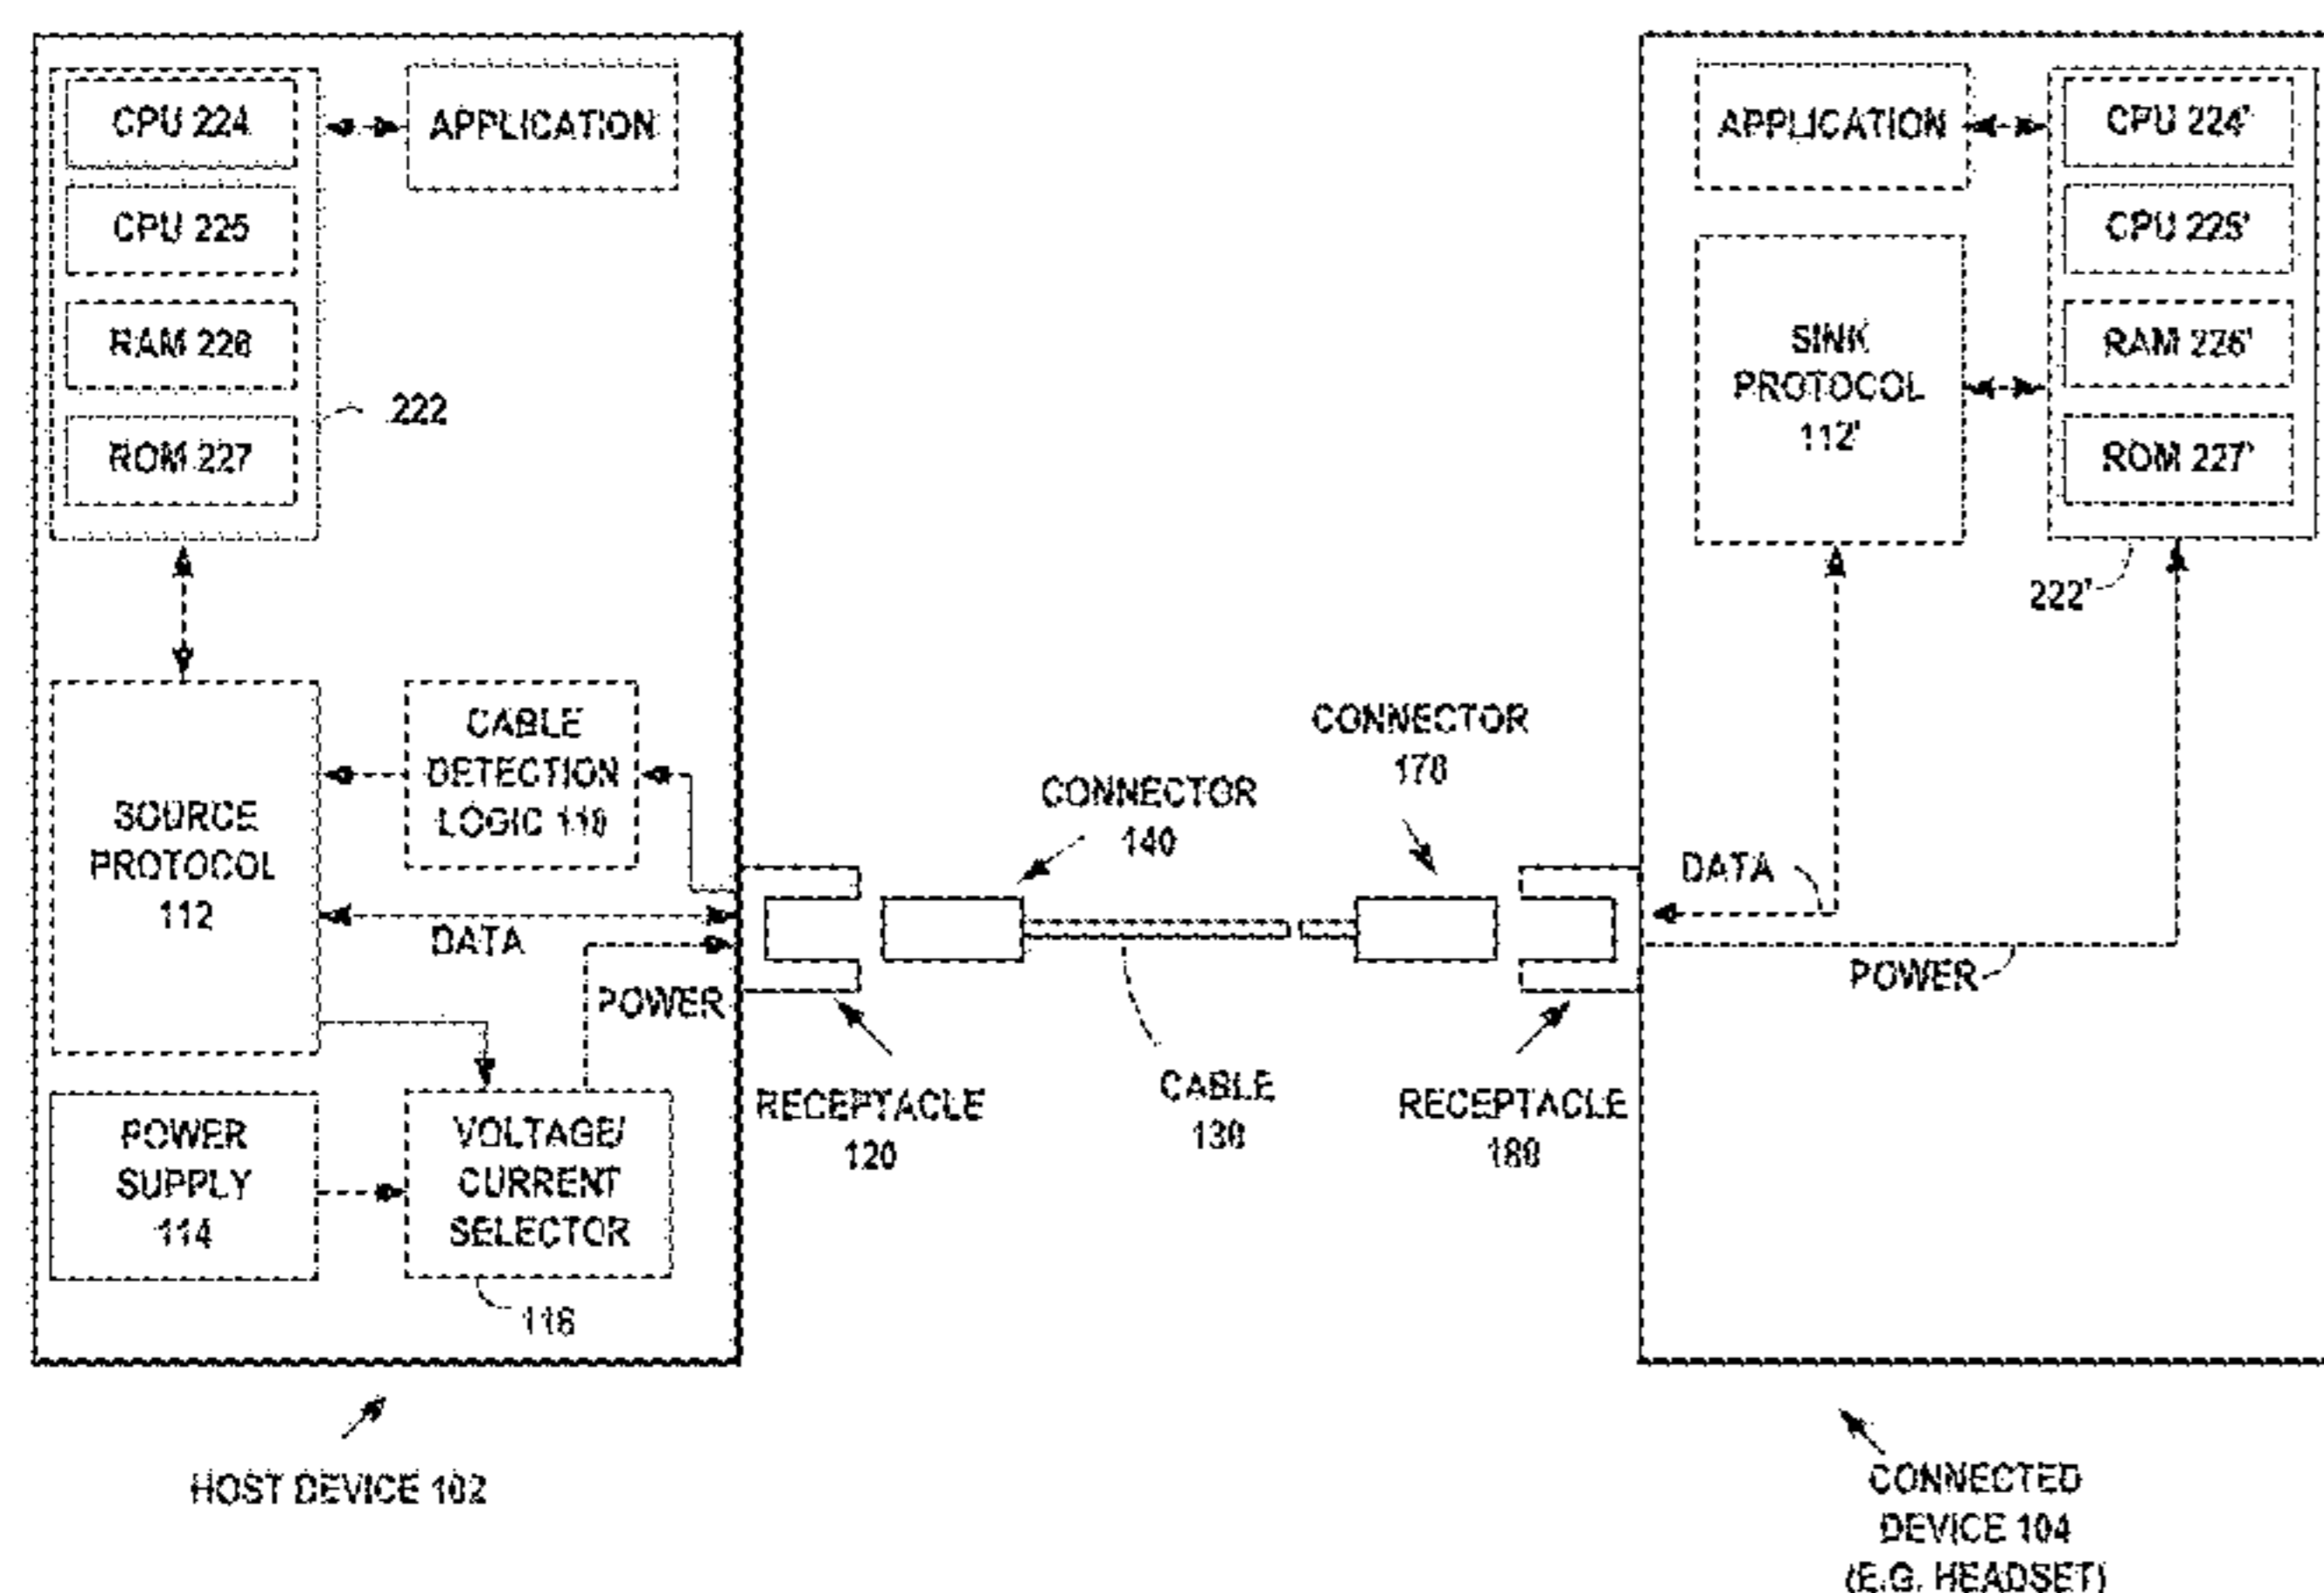 CPU 224
APPLICATION
CPU 225
RAM 226
ROM 227
222
SOURCE
PROTOCOL
112
CABLE
DETECTION
LOGIC 118
DATA
POWER
POWER
SUPPLY
114
VOLTAGE/
CURRENT
SELECTOR
116
HOST DEVICE 102
RECEPTACLE
120
CONNECTOR
140
CABLE
130
CONNECTOR
178
RECEPTACLE
180
APPLICATION
CPU 224'
CPU 225'
SINK
PROTOCOL
112'
RAM 226'
ROM 227'
222'
DATA
POWER
CONNECTED
DEVICE 104
(E.G. HEADSET)